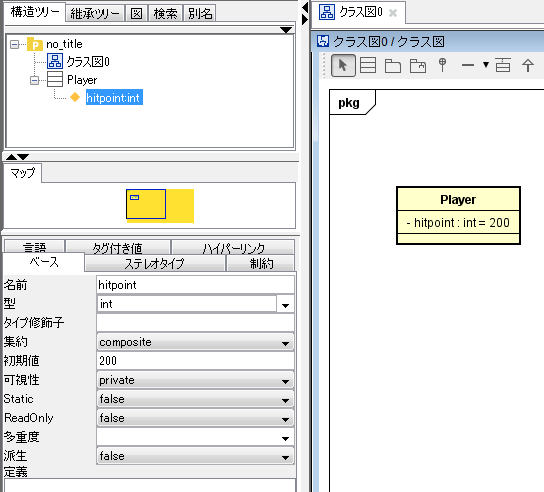 構造ツリー 継承ツリー 図 検索 別名
no_title
クラス図0
Player
hitpoint:int
マップ
言語 タグ付き値 ハイパーリンク
ベース ステレオタイプ 制約
名前 hitpoint
型 int
タイプ修飾子
集約 composite
初期値 200
可視性 private
Static false
ReadOnly false
多重度
派生 false
定義
クラス図0
クラス図0 / クラス図
pkg
Player
- hitpoint : int = 200